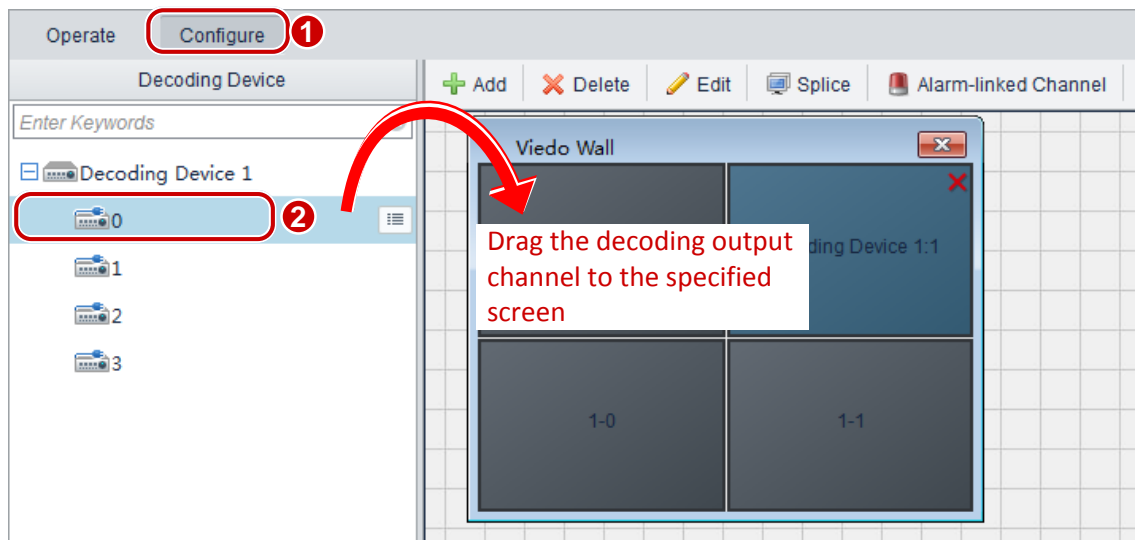 Operate Configure 1
Decoding Device
Add Delete Edit Splice Alarm-linked Channel
Enter Keywords
Decoding Device 1
0 2
1
2
3
Viedo Wall
Drag the decoding output
channel to the specified
screen
ding Device 1:1
1-0 1-1